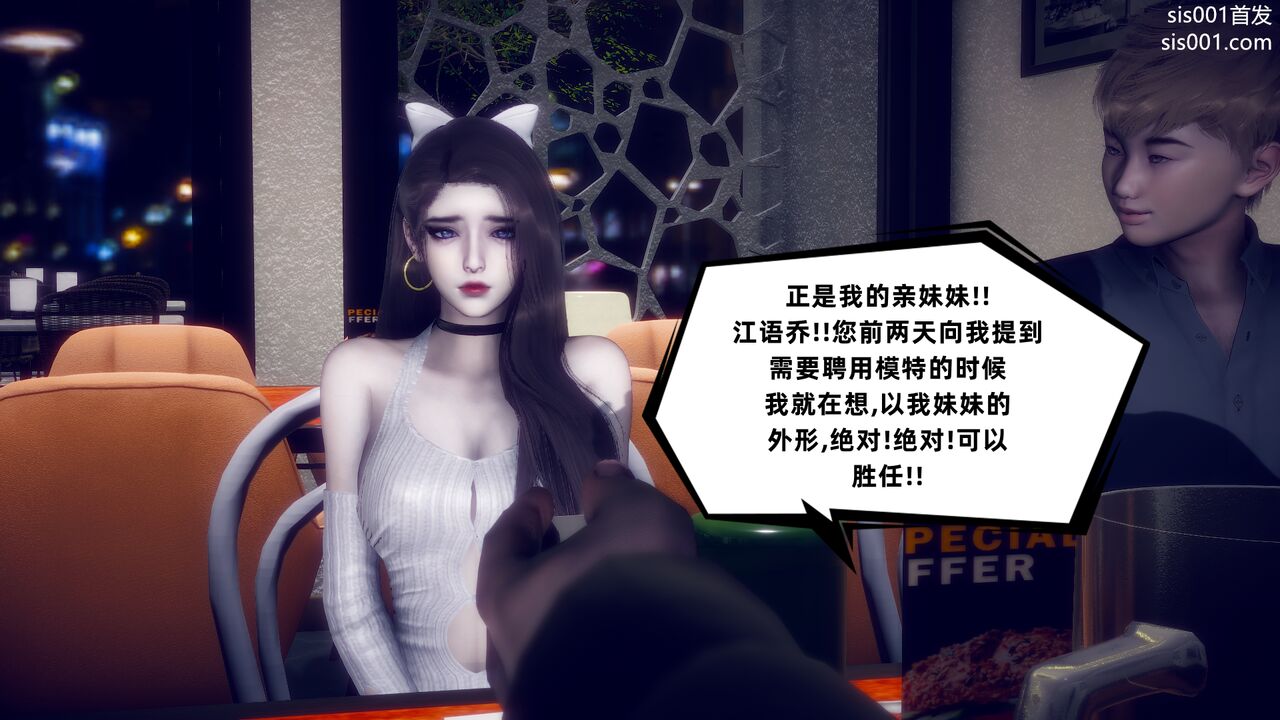 sis001首发
sis001.com
正是我的亲妹妹!!
江语乔!!您前两天向我提到
需要聘用模特的时候
我就在想,以我妹妹的
外形,绝对!绝对!可以
胜任!!
PECIAL
FFER
PECI
FFER